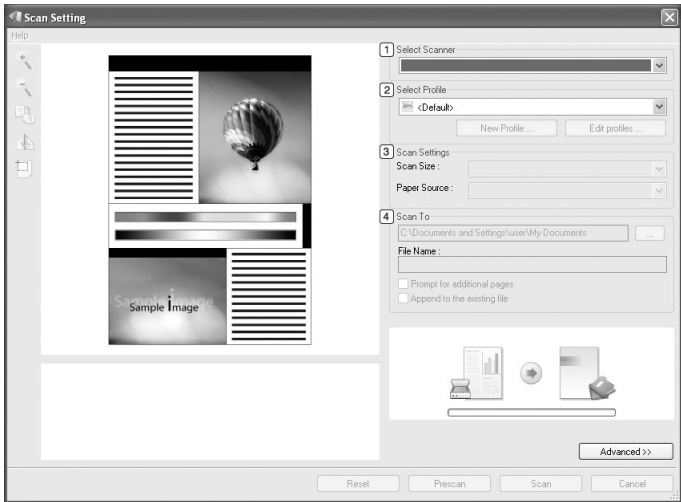 Scan Setting
Help
1 Select Scanner
2 Select Profile
<Default>
New Profile ...
Edit profiles ...
3 Scan Settings
Scan Size :
Paper Source :
4 Scan To
C:\Documents and Settings\user\My Documents
...
File Name :
Prompt for additional pages
Append to the existing file
Sample image
Sample image
Advanced >>
Reset
Prescan
Scan
Cancel